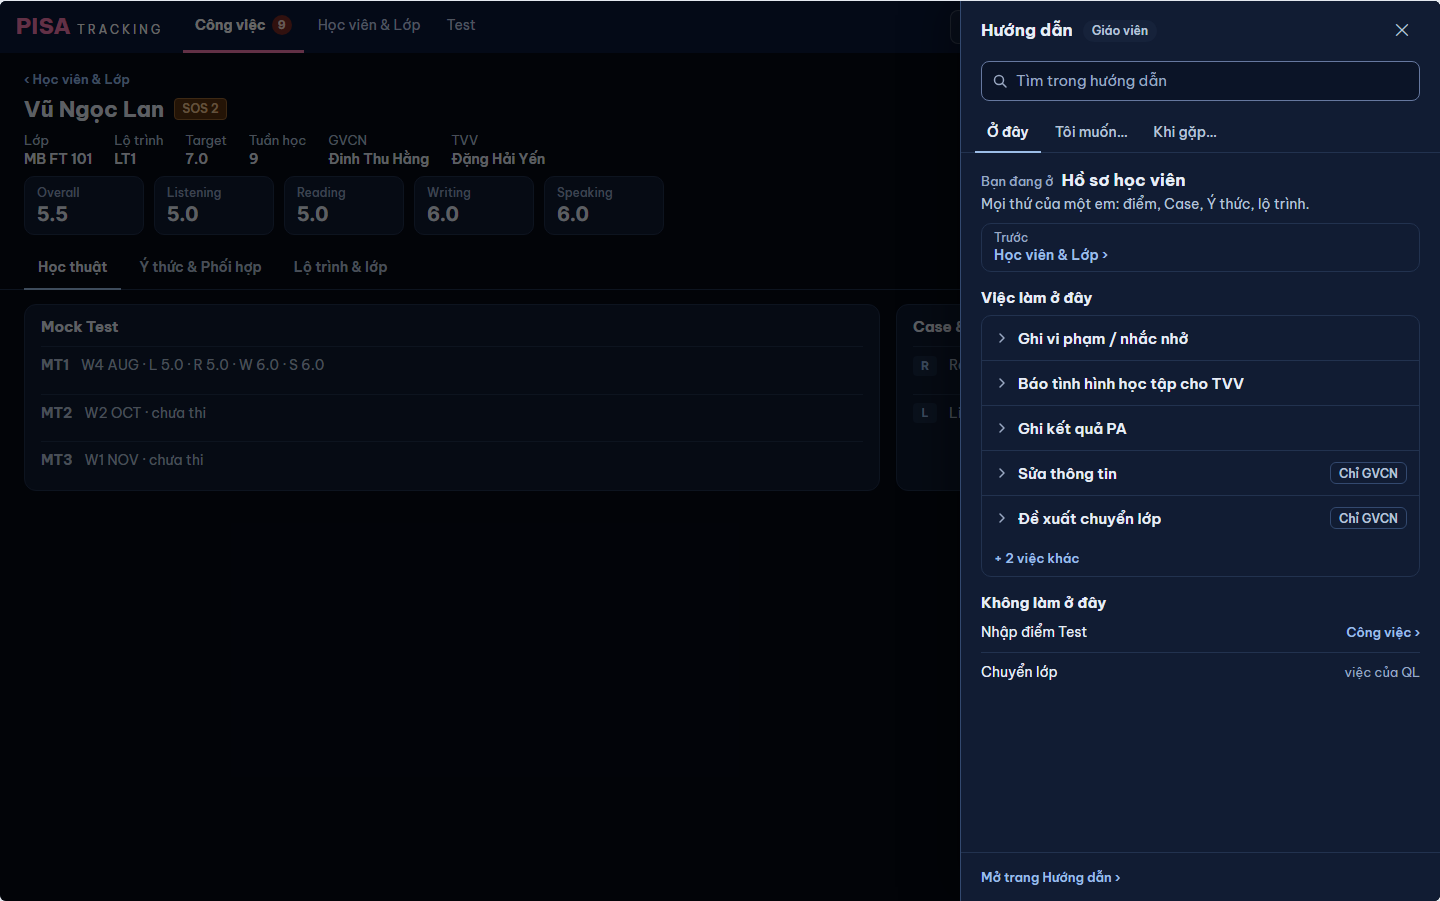 PISA TRACKING
Công việc 9
Học viên & Lớp
Test
‹ Học viên & Lớp
Vũ Ngọc Lan SOS 2
Lớp Lộ trình Target Tuần học GVCN TVV
MB FT 101 LT1 7.0 9 Đinh Thu Hằng Đặng Hải Yến
Overall Listening Reading Writing Speaking
5.5 5.0 5.0 6.0 6.0
Học thuật Ý thức & Phối hợp Lộ trình & lớp
Mock Test
MT1 W4 AUG · L 5.0 · R 5.0 · W 6.0 · S 6.0
MT2 W2 OCT · chưa thi
MT3 W1 NOV · chưa thi
Case
R
L Li
Hướng dẫn Giáo viên
Tìm trong hướng dẫn
Ở đây Tôi muốn... Khi gặp...
Bạn đang ở Hồ sơ học viên
Mọi thứ của một em: điểm, Case, Ý thức, lộ trình.
Trước
Học viên & Lớp ›
Việc làm ở đây
Ghi vi phạm / nhắc nhở
Báo tình hình học tập cho TVV
Ghi kết quả PA
Sửa thông tin Chỉ GVCN
Đề xuất chuyển lớp Chỉ GVCN
+ 2 việc khác
Không làm ở đây
Nhập điểm Test Công việc ›
Chuyển lớp việc của QL
Mở trang Hướng dẫn ›